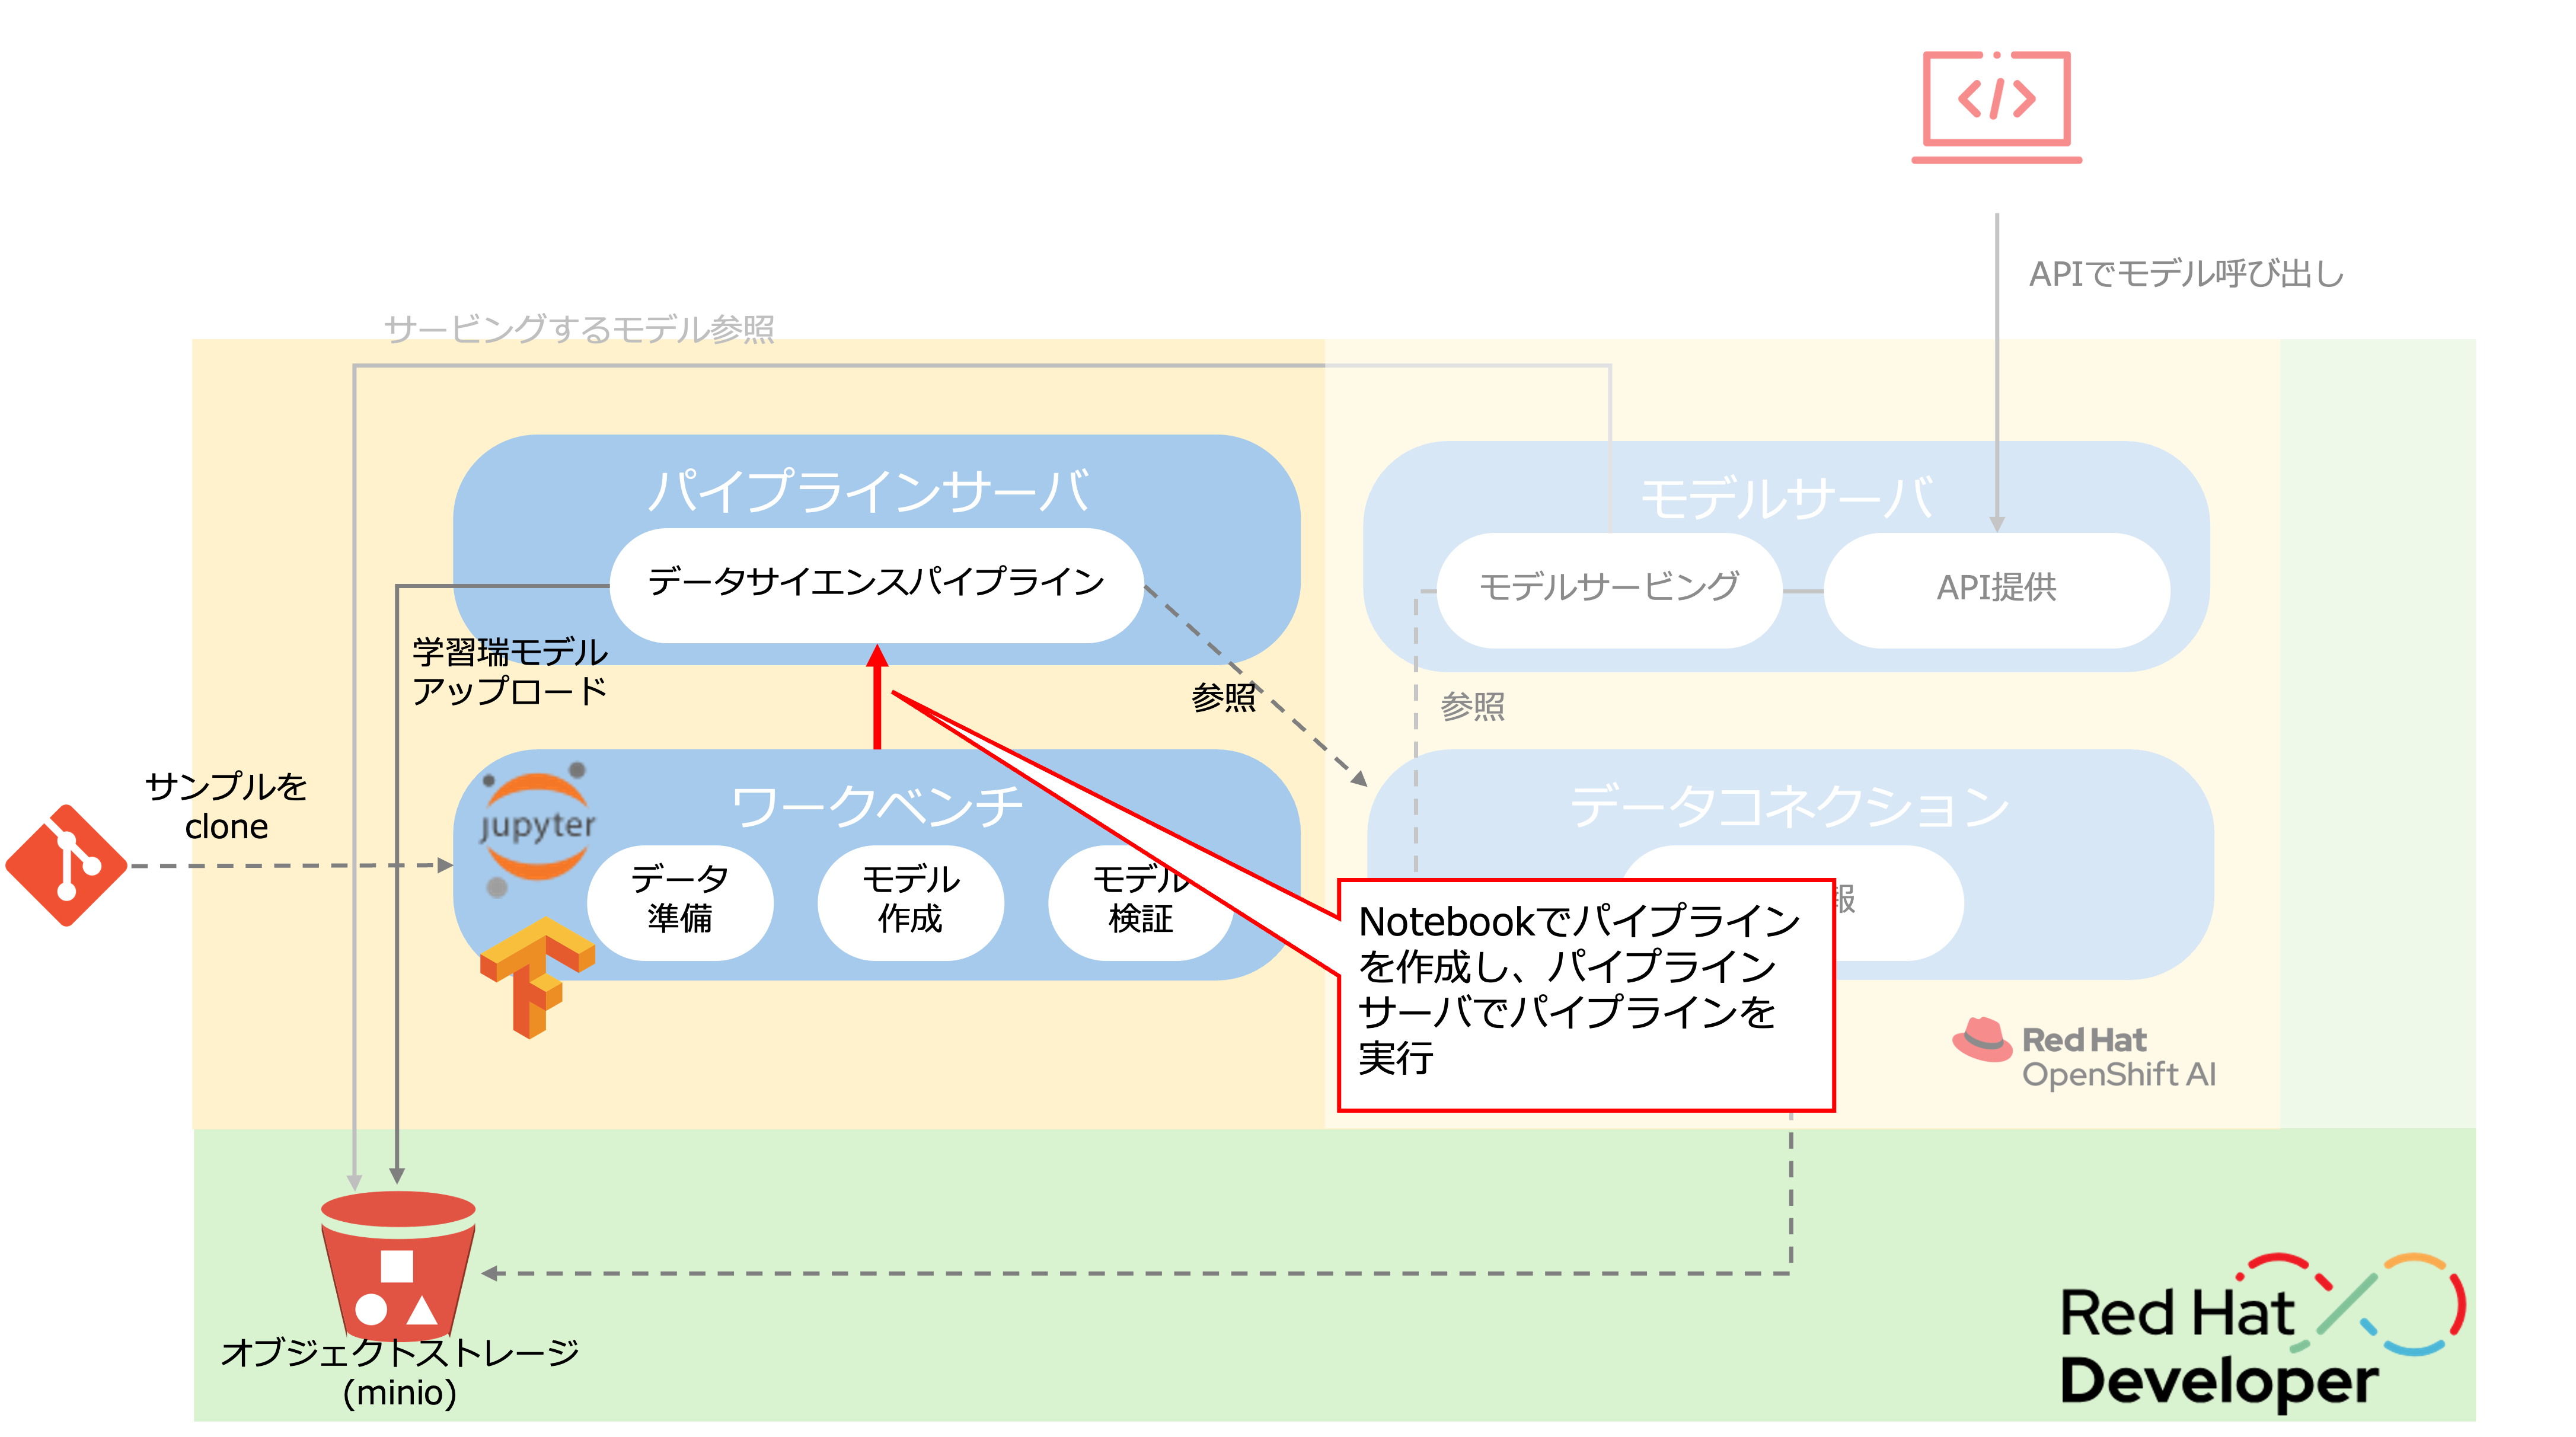 APIでモデル呼び出し
サービングするモデル参照
パイプラインサーバ
データサイエンスパイプライン
モデルサーバ
モデルサービング
API提供
学習瑞モデル
アップロード
参照
参照
サンプルを
clone
jupyter
ワークベンチ
データ
準備
モデル
作成
モデル
検証
データコネクション
報
Notebookでパイプライン
を作成し、パイプライン
サーバでパイプラインを
実行
Red Hat
OpenShift AI
オブジェクトストレージ
(minio)
Red Hat
Developer